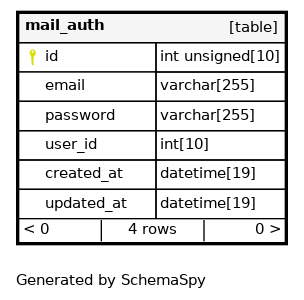 mail_auth [table]
id int unsigned[10]
email varchar[255]
password varchar[255]
user_id int[10]
created_at datetime[19]
updated_at datetime[19]
< 0 4 rows 0 >
Generated by SchemaSpy